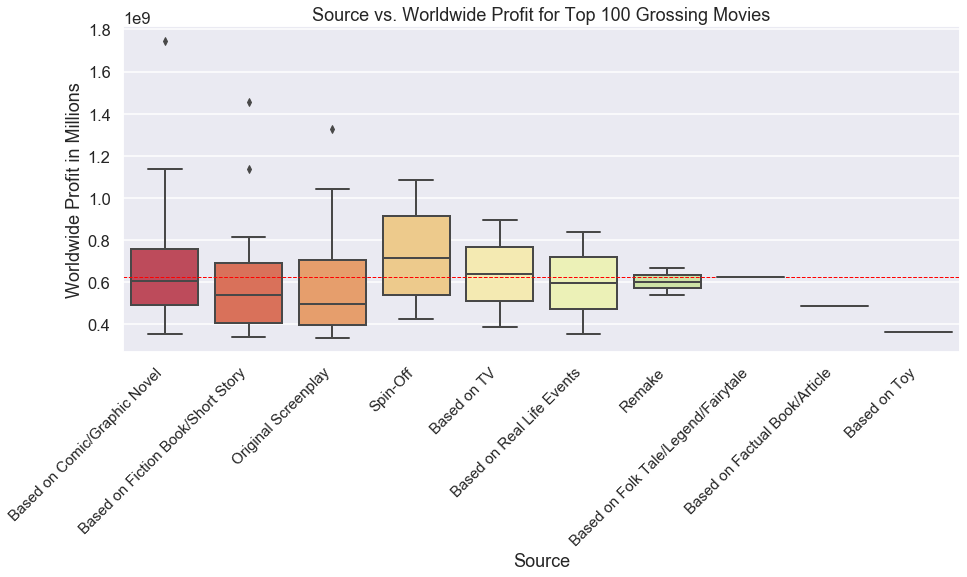 Source vs. Worldwide Profit for Top 100 Grossing Movies
1e9
Worldwide Profit in Millions
1.8
1.6
1.4
1.2
1.0
0.8
0.6
0.4
Based on Comic/Graphic Novel
Based on Fiction Book/Short Story
Original Screenplay
Spin-Off
Based on TV
Based on Real Life Events
Remake
Based on Folk Tale/Legend/Fairytale
Based on Factual Book/Article
Based on Toy
Source